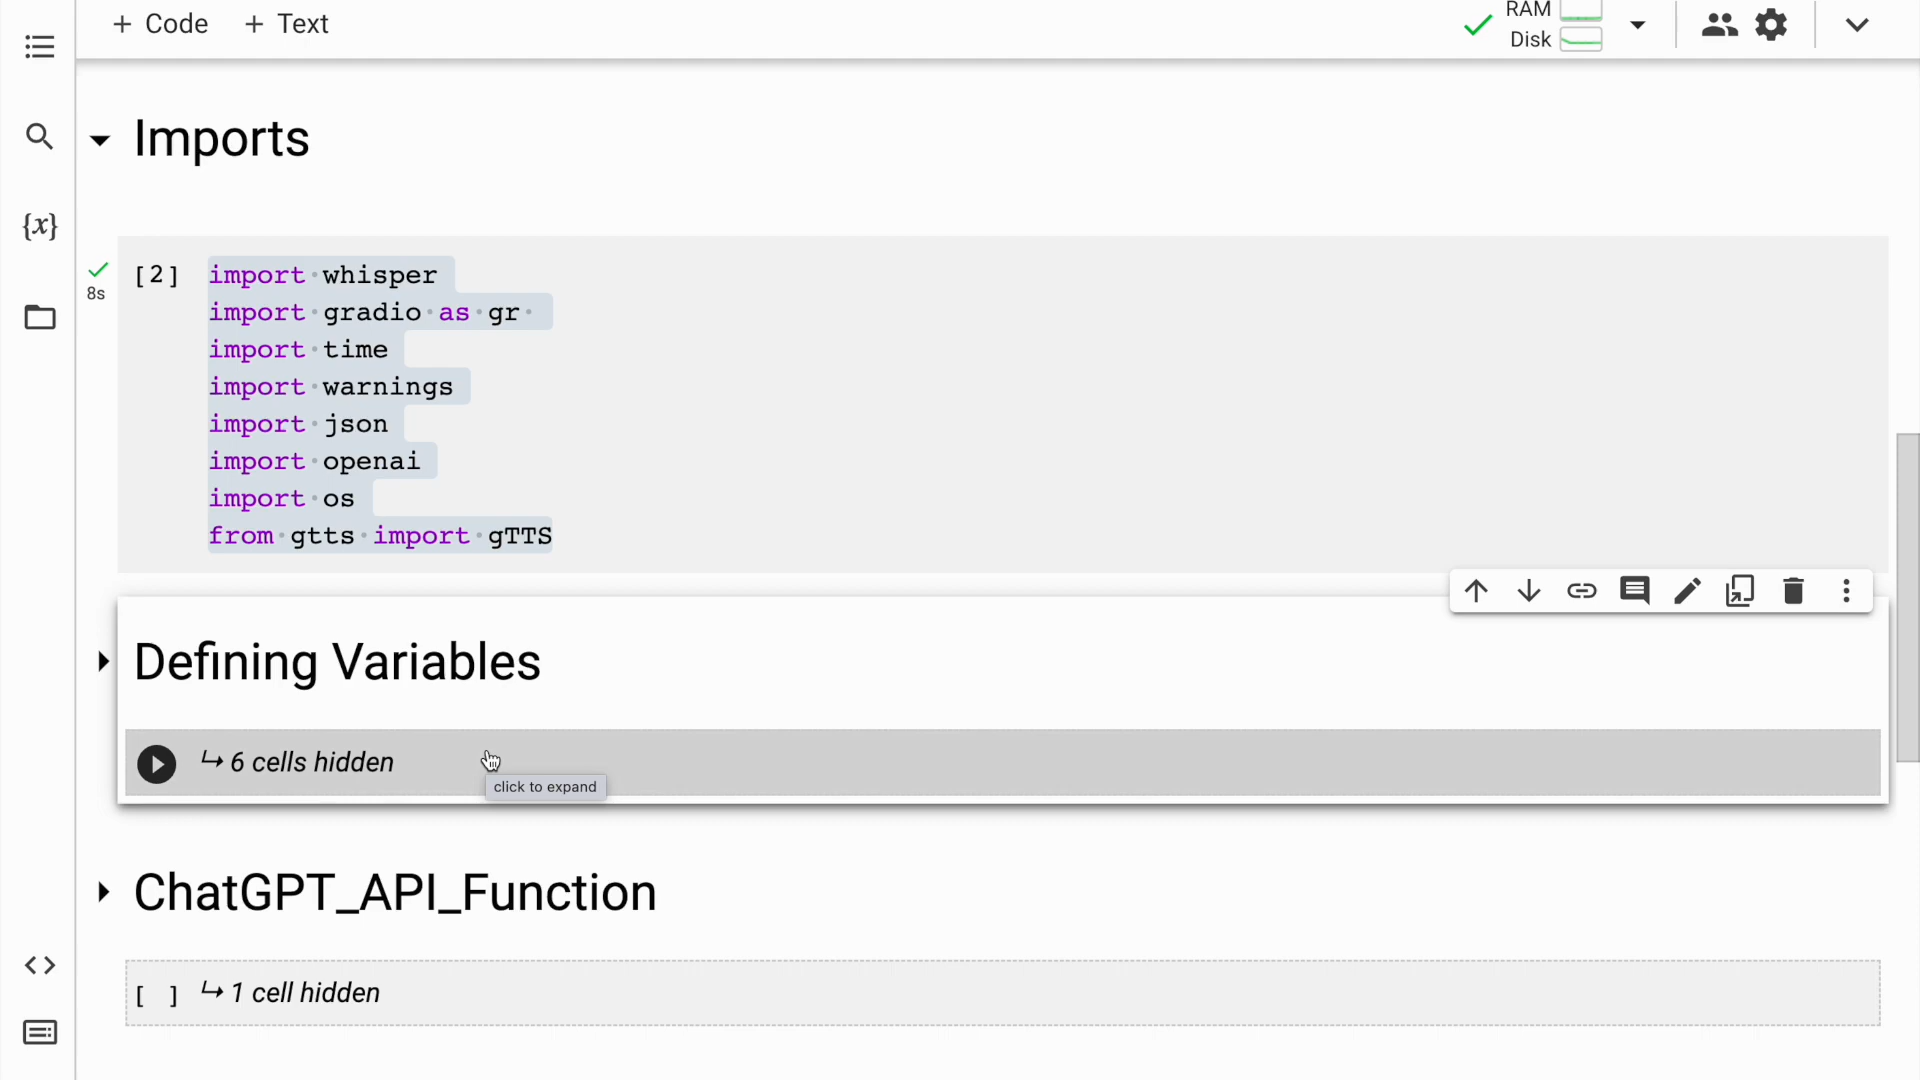 + Code + Text
RAM
Disk
Imports
{x}
8s
[2]
import whisper
import gradio as gr
import time
import warnings
import json
import openai
import os
from gtts import gTTS
Defining Variables
↳ 6 cells hidden
click to expand
ChatGPT_API_Function
[ ] ↳ 1 cell hidden